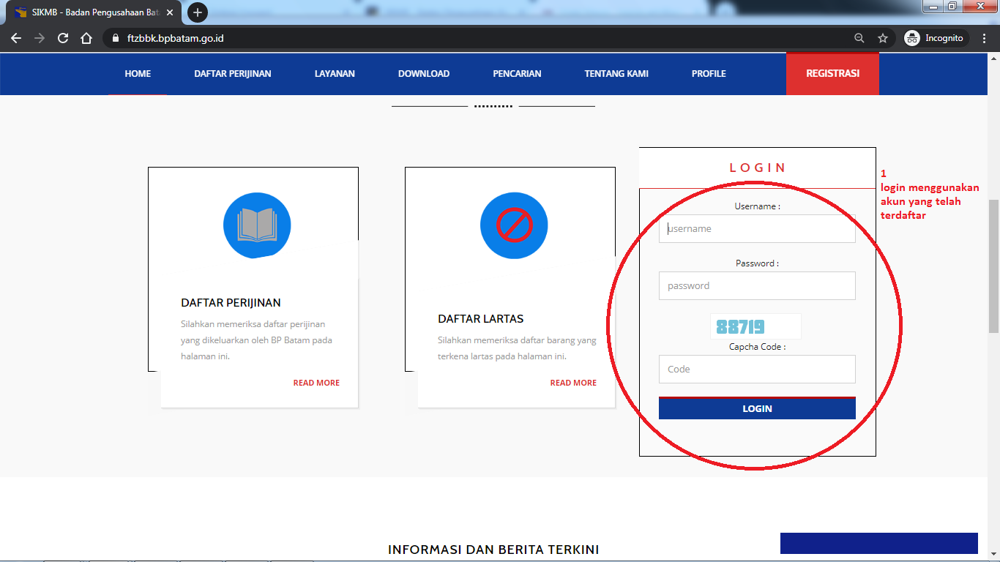 SIKMB - Badan Pengusahaan Bat
ftzbbk.bpbatam.go.id
Incognito
HOME
DAFTAR PERIJINAN
LAYANAN
DOWNLOAD
PENCARIAN
TENTANG KAMI
PROFILE
REGISTRASI
DAFTAR PERIJINAN
Silahkan memeriksa daftar perijinan
yang dikeluarkan oleh BP Batam pada
halaman ini.
READ MORE
DAFTAR LARTAS
Silahkan memeriksa daftar barang yang
terkena lartas pada halaman ini.
READ MORE
LOGIN
Username :
username
Password :
password
88719
Capcha Code :
Code
LOGIN
1
login menggunakan
akun yang telah
terdaftar
INFORMASI DAN BERITA TERKINI